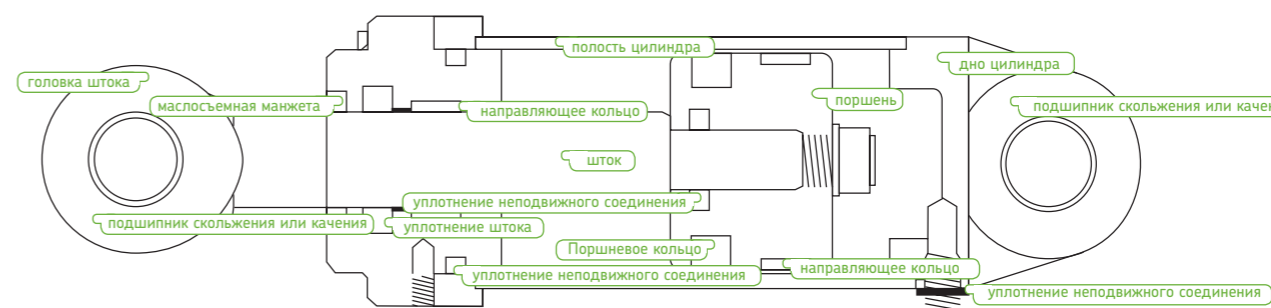 полость цилиндра
дно цилиндра
головка штока
маслосъемная манжета
направляющее кольцо
поршень
подшипник скольжения или качен
шток
уплотнение неподвижного соединения
подшипник скольжения или качения
уплотнение штока
Поршневое кольцо
направляющее кольцо
уплотнение неподвижного соединения
уплотнение неподвижного соединения